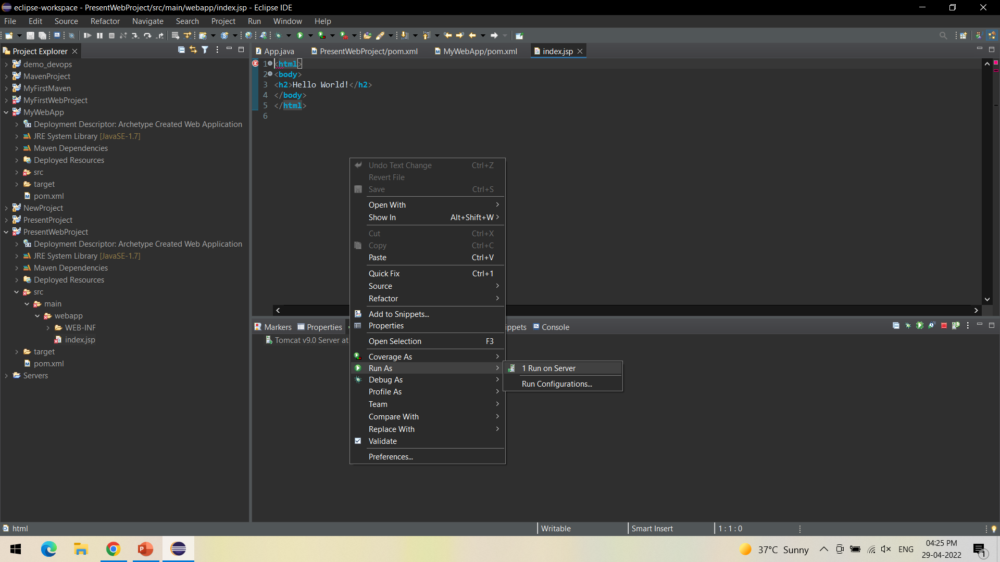 eclipse-workspace - PresentWebProject/src/main/webapp/index.jsp - Eclipse IDE
File Edit Source Refactor Navigate Search Project Run Window Help
Project Explorer
demo_devops
MavenProject
MyFirstMaven
MyFirstWebProject
MyWebApp
Deployment Descriptor: Archetype Created Web Application
JRE System Library [JavaSE-1.7]
Maven Dependencies
Deployed Resources
src
target
pom.xml
NewProject
PresentProject
PresentWebProject
Deployment Descriptor: Archetype Created Web Application
JRE System Library [JavaSE-1.7]
Maven Dependencies
Deployed Resources
src
main
webapp
WEB-INF
index.jsp
target
pom.xml
Servers
App.java PresentWebProject/pom.xml MyWebApp/pom.xml index.jsp
1 <html>
2 <body>
3 <h2>Hello World!</h2>
4 </body>
5 </html>
6
Undo Text Change Ctrl+Z
Revert File
Save Ctrl+S
Open With
Show In Alt+Shift+W
Cut Ctrl+X
Copy Ctrl+C
Paste Ctrl+V
Quick Fix Ctrl+1
Source
Refactor
Add to Snippets...
Properties
Open Selection F3
Coverage As
Run As
Debug As
Profile As
Team
Compare With
Replace With
Validate
Preferences...
1 Run on Server
Run Configurations...
Markers Properties ppets Console
Tomcat v9.0 Server at
html Writable Smart Insert 1 : 1 : 0
37°C Sunny ENG
04:25 PM
29-04-2022
1